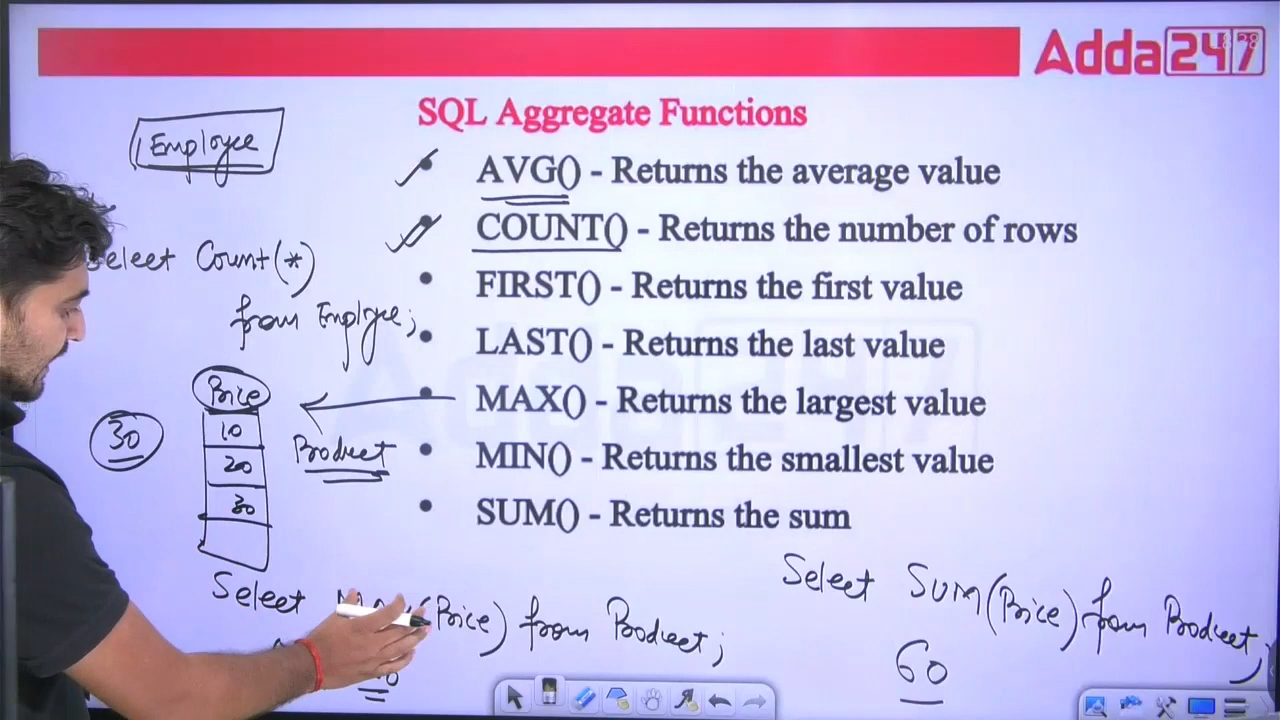 Adda247
SQL Aggregate Functions
Employee
AVG() - Returns the average value
COUNT() - Returns the number of rows
Select Count(*)
from Employee;
FIRST() - Returns the first value
LAST() - Returns the last value
MAX() - Returns the largest value
MIN() - Returns the smallest value
SUM() - Returns the sum
Price
10
20
30
30
Product
Select (Price) from Product;
Select SUM(Price) from Product;
60